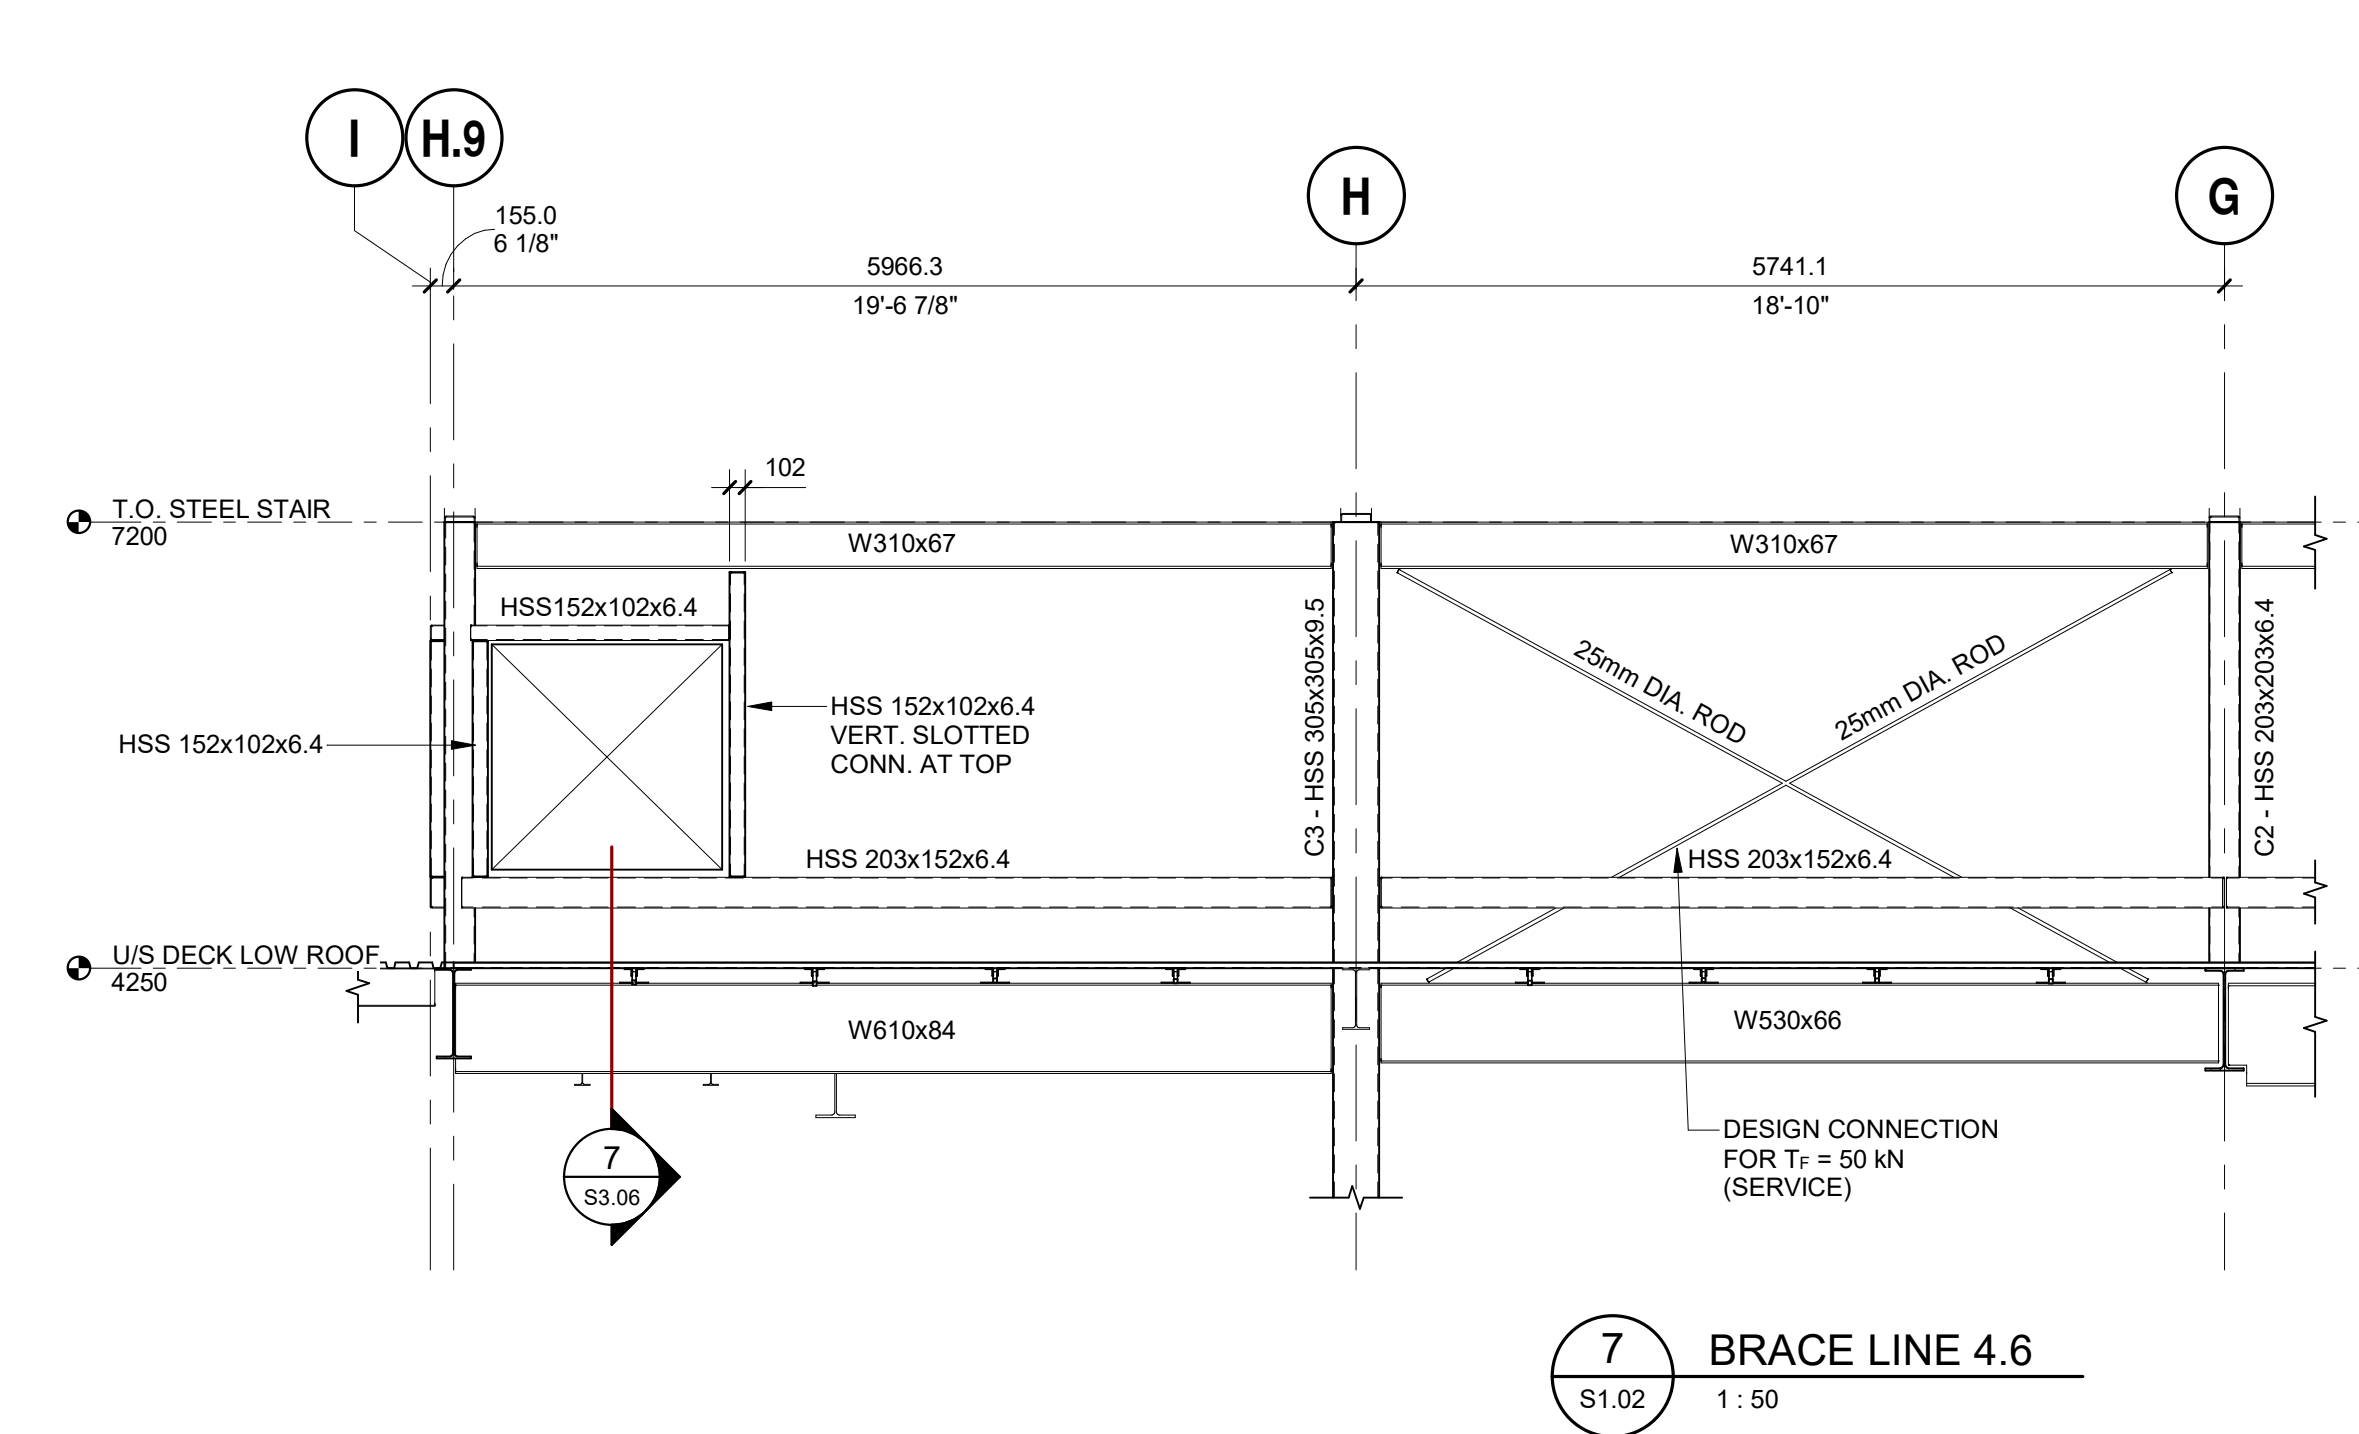 I
H.9
H
G
155.0
6 1/8"
5966.3
19'-6 7/8"
5741.1
18'-10"
102
T.O. STEEL STAIR
7200
W310x67
W310x67
HSS152x102x6.4
HSS 152x102x6.4
VERT. SLOTTED
CONN. AT TOP
HSS 152x102x6.4
C3 - HSS 305x305x9.5
25mm DIA. ROD
25mm DIA. ROD
C2 - HSS 203x203x6.4
HSS 203x152x6.4
HSS 203x152x6.4
U/S DECK LOW ROOF
4250
W610x84
W530x66
DESIGN CONNECTION
FOR TF = 50 kN
(SERVICE)
7
S3.06
7
S1.02
BRACE LINE 4.6
1 : 50